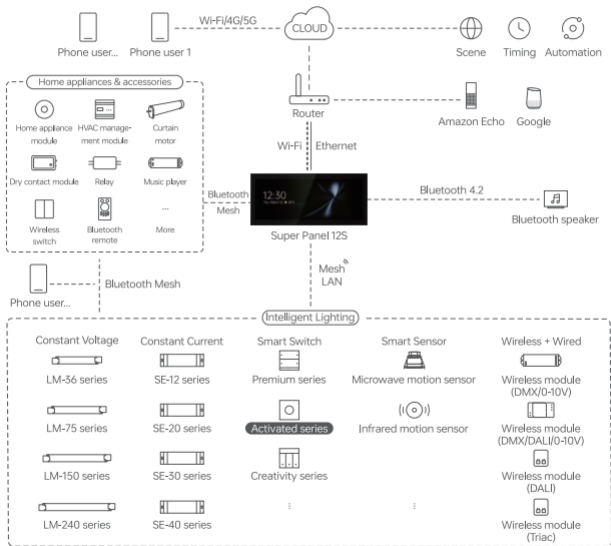 Wi-Fi/4G/5G
CLOUD
Phone user...
Phone user 1
Scene
Timing
Automation
Home appliances & accessories
Home appliance
module
HVAC manage-
ment module
Curtain
motor
Dry contact module
Relay
Music player
Wireless
switch
Bluetooth
remote
...
More
Router
Amazon Echo
Google
Wi-Fi
Ethernet
Bluetooth
Mesh
12:30
Super Panel 12S
Bluetooth 4.2
Bluetooth speaker
Phone user...
Bluetooth Mesh
Mesh
LAN
Intelligent Lighting
Constant Voltage
Constant Current
Smart Switch
Smart Sensor
Wireless + Wired
LM-36 series
SE-12 series
Premium series
Microwave motion sensor
Wireless module
(DMX/0-10V)
LM-75 series
SE-20 series
Activated series
Infrared motion sensor
Wireless module
(DMX/DALI/0-10V)
LM-150 series
SE-30 series
Creativity series
Wireless module
(DALI)
LM-240 series
SE-40 series
Wireless module
(Triac)